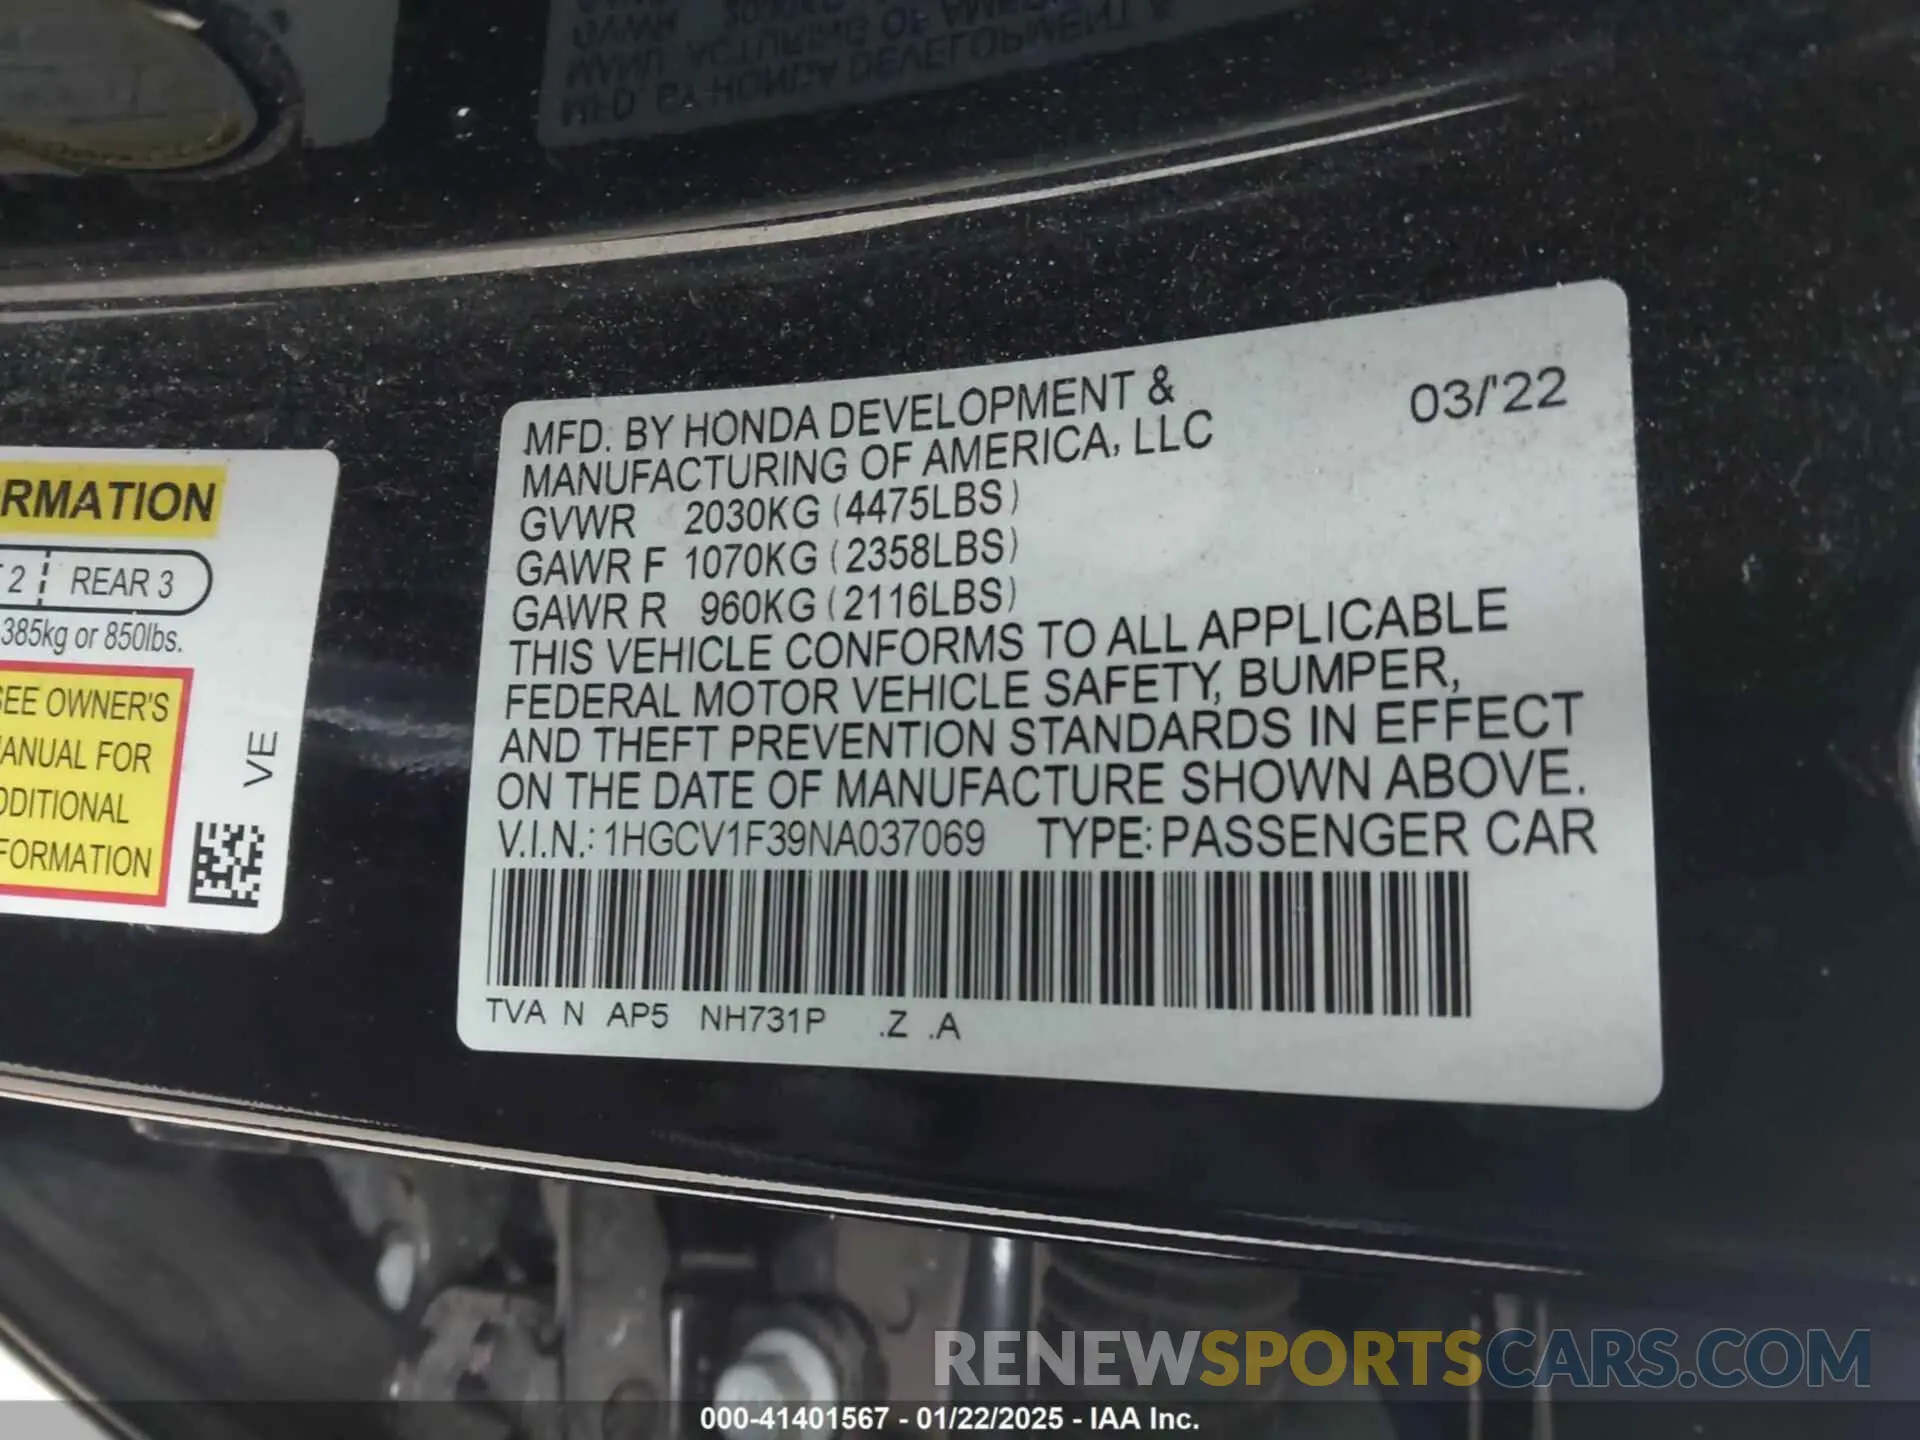 MFD. BY HONDA DEVELOPMENT &
MANUFACTURING OF AMERICA, LLC
03/'22
GVWR 2030KG (4475LBS)
GAWR F 1070KG (2358LBS)
GAWR R 960KG (2116LBS)
THIS VEHICLE CONFORMS TO ALL APPLICABLE
FEDERAL MOTOR VEHICLE SAFETY, BUMPER,
AND THEFT PREVENTION STANDARDS IN EFFECT
ON THE DATE OF MANUFACTURE SHOWN ABOVE.
V.I.N.: 1HGCV1F39NA037069 TYPE: PASSENGER CAR
TVA N AP5 NH731P .Z .A
RMATION
2 REAR 3
385kg or 850lbs.
SEE OWNER'S
MANUAL FOR
DDITIONAL
FORMATION
VE
RENEWSPORTSCARS.COM
000-41401567 - 01/22/2025 - IAA Inc.